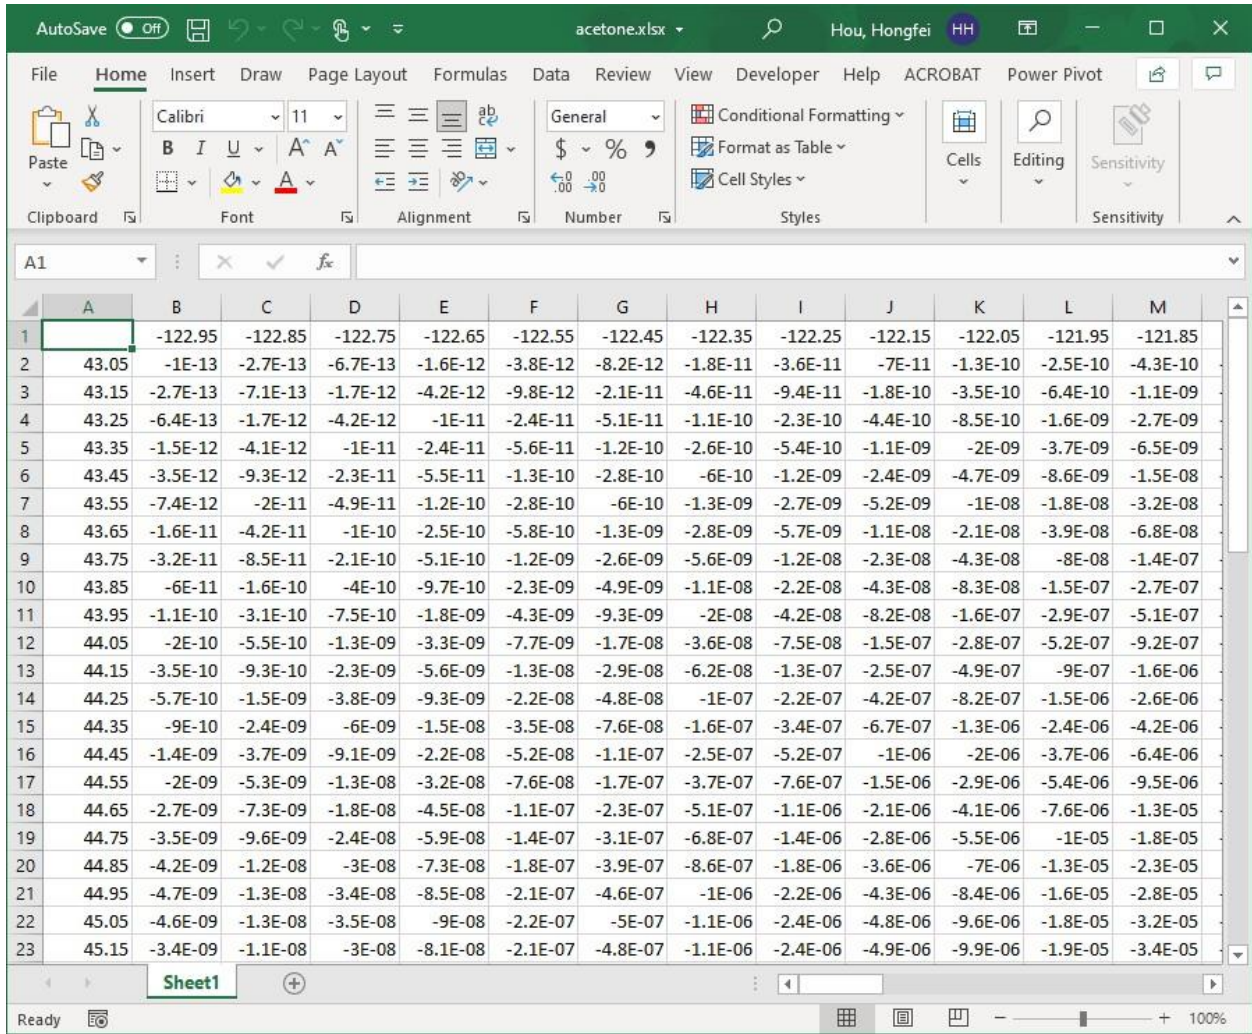 AutoSave Off acetone.xlsx Hou, Hongfei HH
File Home Insert Draw Page Layout Formulas Data Review View Developer Help ACROBAT Power Pivot
Calibri 11 ab General Conditional Formatting
Paste B I U A A $ % 9 Format as Table Cells Editing Sensitivity
A .00 .00 Cell Styles
Clipboard Font Alignment Number Styles Sensitivity
A1 fx
A B C D E F G H I J K L M
1 -122.95 -122.85 -122.75 -122.65 -122.55 -122.45 -122.35 -122.25 -122.15 -122.05 -121.95 -121.85
2 43.05 -1E-13 -2.7E-13 -6.7E-13 -1.6E-12 -3.8E-12 -8.2E-12 -1.8E-11 -3.6E-11 -7E-11 -1.3E-10 -2.5E-10 -4.3E-10
3 43.15 -2.7E-13 -7.1E-13 -1.7E-12 -4.2E-12 -9.8E-12 -2.1E-11 -4.6E-11 -9.4E-11 -1.8E-10 -3.5E-10 -6.4E-10 -1.1E-09
4 43.25 -6.4E-13 -1.7E-12 -4.2E-12 -1E-11 -2.4E-11 -5.1E-11 -1.1E-10 -2.3E-10 -4.4E-10 -8.5E-10 -1.6E-09 -2.7E-09
5 43.35 -1.5E-12 -4.1E-12 -1E-11 -2.4E-11 -5.6E-11 -1.2E-10 -2.6E-10 -5.4E-10 -1.1E-09 -2E-09 -3.7E-09 -6.5E-09
6 43.45 -3.5E-12 -9.3E-12 -2.3E-11 -5.5E-11 -1.3E-10 -2.8E-10 -6E-10 -1.2E-09 -2.4E-09 -4.7E-09 -8.6E-09 -1.5E-08
7 43.55 -7.4E-12 -2E-11 -4.9E-11 -1.2E-10 -2.8E-10 -6E-10 -1.3E-09 -2.7E-09 -5.2E-09 -1E-08 -1.8E-08 -3.2E-08
8 43.65 -1.6E-11 -4.2E-11 -1E-10 -2.5E-10 -5.8E-10 -1.3E-09 -2.8E-09 -5.7E-09 -1.1E-08 -2.1E-08 -3.9E-08 -6.8E-08
9 43.75 -3.2E-11 -8.5E-11 -2.1E-10 -5.1E-10 -1.2E-09 -2.6E-09 -5.6E-09 -1.2E-08 -2.3E-08 -4.3E-08 -8E-08 -1.4E-07
10 43.85 -6E-11 -1.6E-10 -4E-10 -9.7E-10 -2.3E-09 -4.9E-09 -1.1E-08 -2.2E-08 -4.3E-08 -8.3E-08 -1.5E-07 -2.7E-07
11 43.95 -1.1E-10 -3.1E-10 -7.5E-10 -1.8E-09 -4.3E-09 -9.3E-09 -2E-08 -4.2E-08 -8.2E-08 -1.6E-07 -2.9E-07 -5.1E-07
12 44.05 -2E-10 -5.5E-10 -1.3E-09 -3.3E-09 -7.7E-09 -1.7E-08 -3.6E-08 -7.5E-08 -1.5E-07 -2.8E-07 -5.2E-07 -9.2E-07
13 44.15 -3.5E-10 -9.3E-10 -2.3E-09 -5.6E-09 -1.3E-08 -2.9E-08 -6.2E-08 -1.3E-07 -2.5E-07 -4.9E-07 -9E-07 -1.6E-06
14 44.25 -5.7E-10 -1.5E-09 -3.8E-09 -9.3E-09 -2.2E-08 -4.8E-08 -1E-07 -2.2E-07 -4.2E-07 -8.2E-07 -1.5E-06 -2.6E-06
15 44.35 -9E-10 -2.4E-09 -6E-09 -1.5E-08 -3.5E-08 -7.6E-08 -1.6E-07 -3.4E-07 -6.7E-07 -1.3E-06 -2.4E-06 -4.2E-06
16 44.45 -1.4E-09 -3.7E-09 -9.1E-09 -2.2E-08 -5.2E-08 -1.1E-07 -2.5E-07 -5.2E-07 -1E-06 -2E-06 -3.7E-06 -6.4E-06
17 44.55 -2E-09 -5.3E-09 -1.3E-08 -3.2E-08 -7.6E-08 -1.7E-07 -3.7E-07 -7.6E-07 -1.5E-06 -2.9E-06 -5.4E-06 -9.5E-06
18 44.65 -2.7E-09 -7.3E-09 -1.8E-08 -4.5E-08 -1.1E-07 -2.3E-07 -5.1E-07 -1.1E-06 -2.1E-06 -4.1E-06 -7.6E-06 -1.3E-05
19 44.75 -3.5E-09 -9.6E-09 -2.4E-08 -5.9E-08 -1.4E-07 -3.1E-07 -6.8E-07 -1.4E-06 -2.8E-06 -5.5E-06 -1E-05 -1.8E-05
20 44.85 -4.2E-09 -1.2E-08 -3E-08 -7.3E-08 -1.8E-07 -3.9E-07 -8.6E-07 -1.8E-06 -3.6E-06 -7E-06 -1.3E-05 -2.3E-05
21 44.95 -4.7E-09 -1.3E-08 -3.4E-08 -8.5E-08 -2.1E-07 -4.6E-07 -1E-06 -2.2E-06 -4.3E-06 -8.4E-06 -1.6E-05 -2.8E-05
22 45.05 -4.6E-09 -1.3E-08 -3.5E-08 -9E-08 -2.2E-07 -5E-07 -1.1E-06 -2.4E-06 -4.8E-06 -9.6E-06 -1.8E-05 -3.2E-05
23 45.15 -3.4E-09 -1.1E-08 -3E-08 -8.1E-08 -2.1E-07 -4.8E-07 -1.1E-06 -2.4E-06 -4.9E-06 -9.9E-06 -1.9E-05 -3.4E-05
Sheet1
Ready 100%